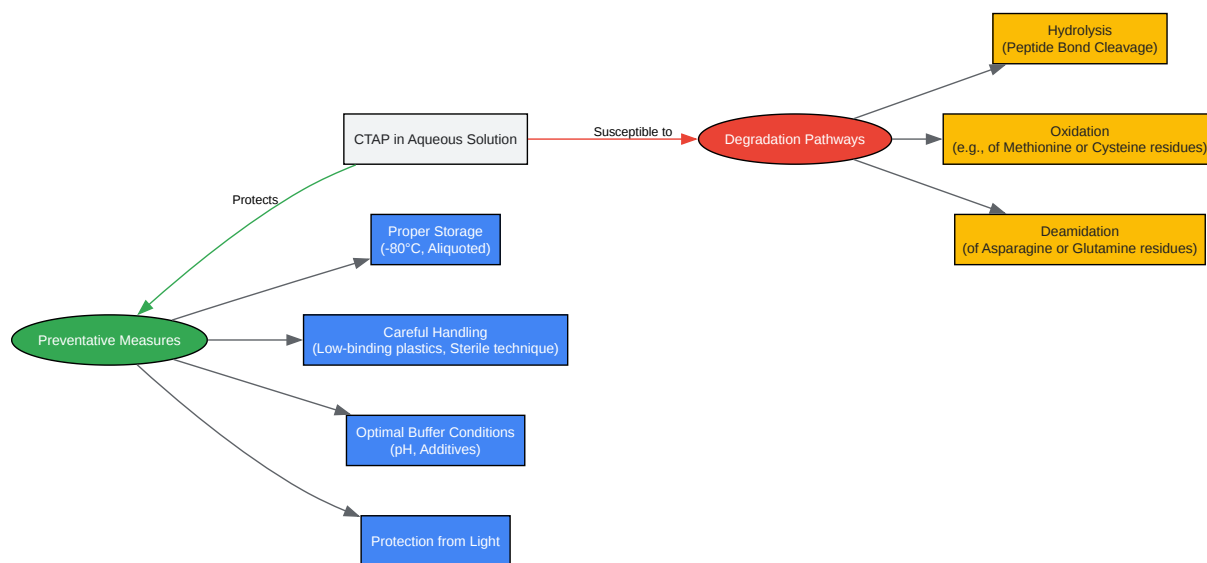 Hydrolysis
(Peptide Bond Cleavage)
CTAP in Aqueous Solution
Susceptible to
Degradation Pathways
Oxidation
(e.g., of Methionine or Cysteine residues)
Protects
Proper Storage
(-80°C, Aliquoted)
Deamidation
(of Asparagine or Glutamine residues)
Preventative Measures
Careful Handling
(Low-binding plastics, Sterile technique)
Optimal Buffer Conditions
(pH, Additives)
Protection from Light